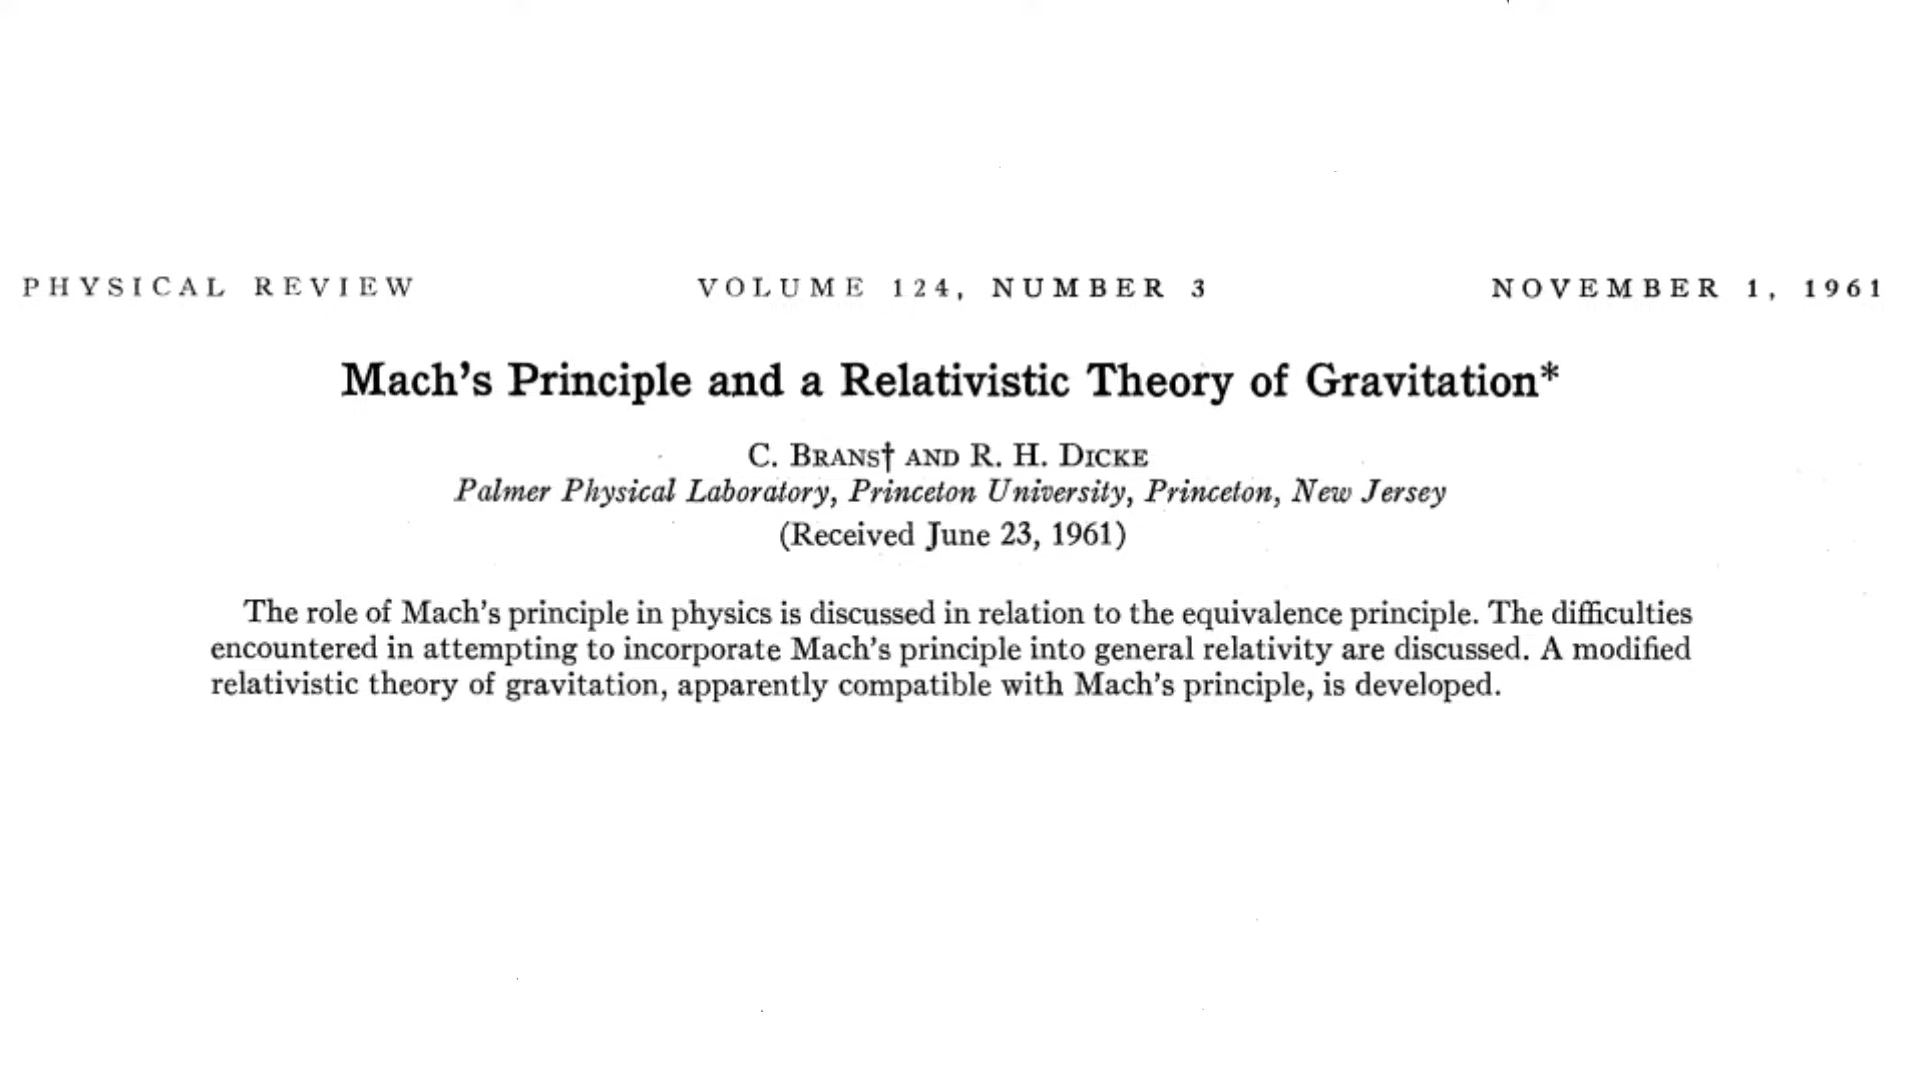 PHYSICAL REVIEW VOLUME 124, NUMBER 3 NOVEMBER 1, 1961
Mach's Principle and a Relativistic Theory of Gravitation*
C. BRANS† AND R. H. DICKE
Palmer Physical Laboratory, Princeton University, Princeton, New Jersey
(Received June 23, 1961)
The role of Mach's principle in physics is discussed in relation to the equivalence principle. The difficulties
encountered in attempting to incorporate Mach's principle into general relativity are discussed. A modified
relativistic theory of gravitation, apparently compatible with Mach's principle, is developed.